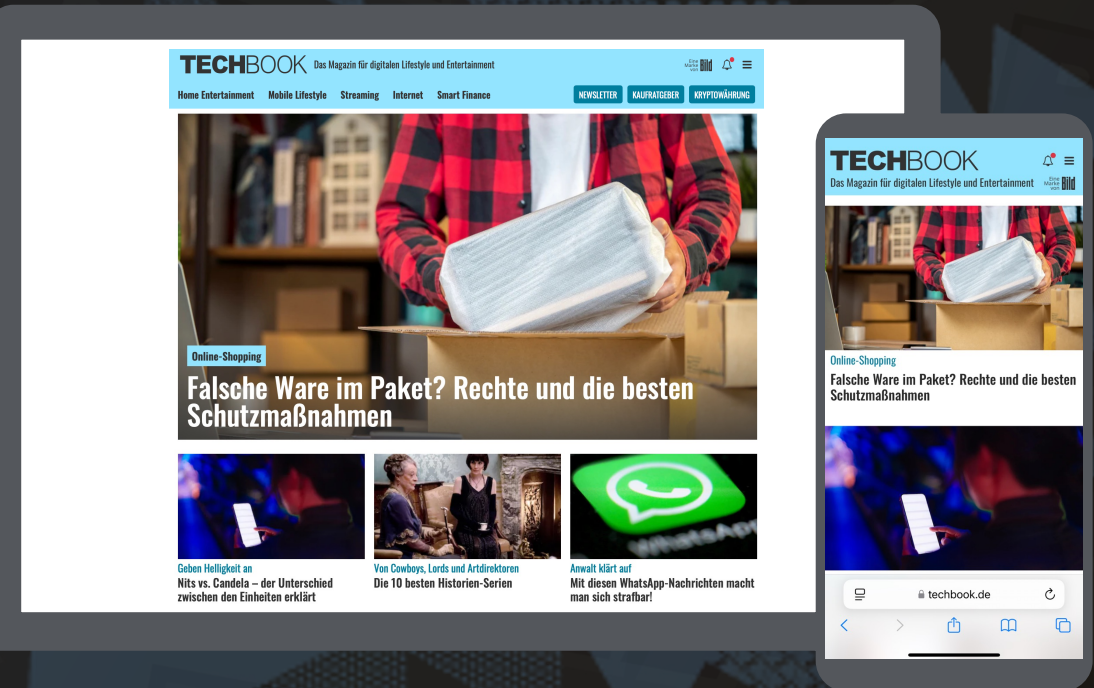 TECHBOOK Das Magazin für digitalen Lifestyle und Entertainment
Eine Marke von Bild
Home Entertainment Mobile Lifestyle Streaming Internet Smart Finance NEWSLETTER KAUFRATGEBER KRYPTOWÄHRUNG
Online-Shopping
Falsche Ware im Paket? Rechte und die besten
Schutzmaßnahmen
WhatsApp
Geben Helligkeit an
Nits vs. Candela – der Unterschied
zwischen den Einheiten erklärt
Von Cowboys, Lords und Artdirektoren
Die 10 besten Historien-Serien
Anwalt klärt auf
Mit diesen WhatsApp-Nachrichten macht
man sich strafbar!
TECHBOOK
Das Magazin für digitalen Lifestyle und Entertainment
Eine Marke von Bild
Online-Shopping
Falsche Ware im Paket? Rechte und die besten
Schutzmaßnahmen
techbook.de